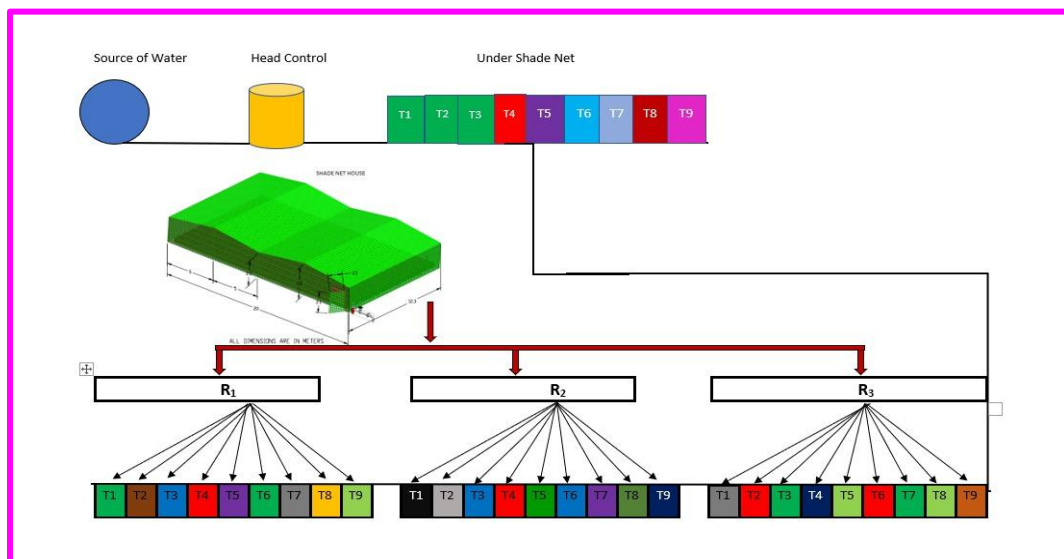 Source of Water
Head Control
Under Shade Net
T1 T2 T3 T4 T5 T6 T7 T8 T9
SHADE NET HOUSE
ALL DIMENSIONS ARE IN METERS
R1
R2
R3
T1 T2 T3 T4 T5 T6 T7 T8 T9
T1 T2 T3 T4 T5 T6 T7 T8 T9
T1 T2 T3 T4 T5 T6 T7 T8 T9